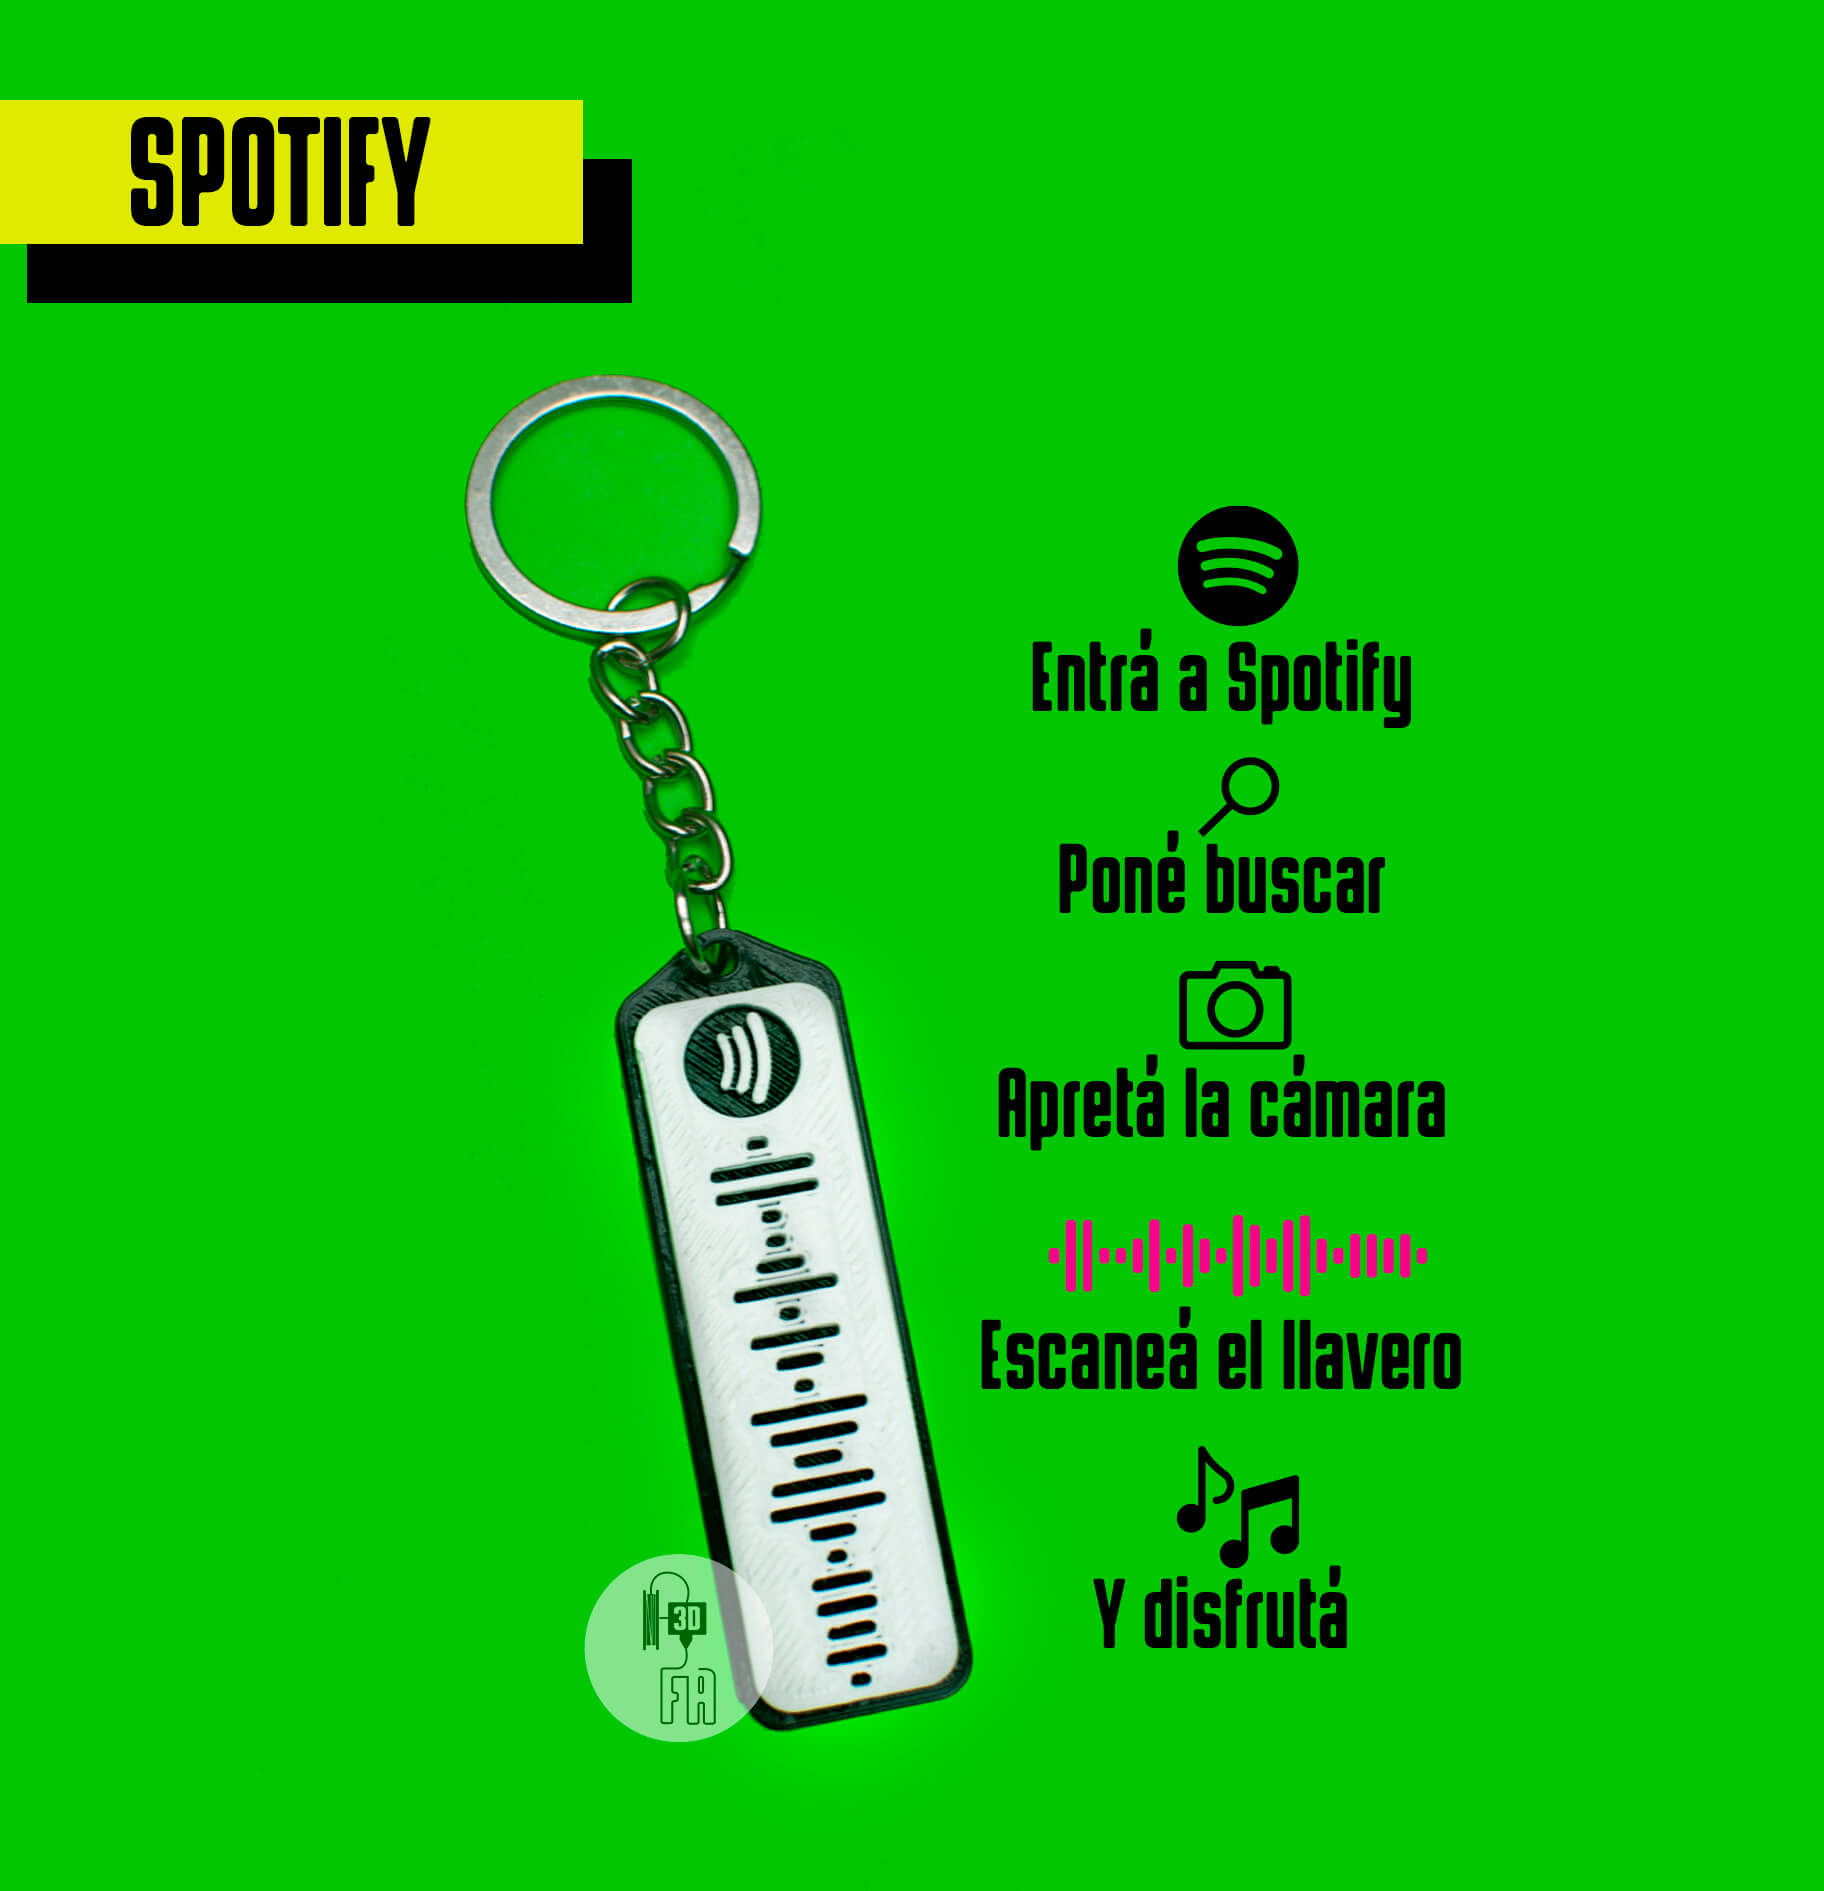 SPOTIFY
Entrá a Spotify
Poné buscar
Apretá la cámara
Escaneá el llavero
Y disfrutá
3D
FA